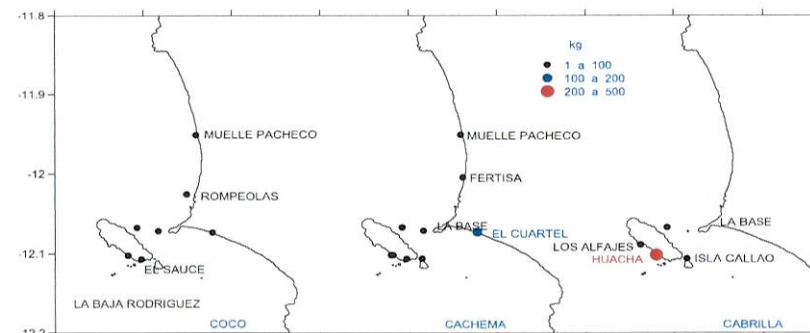 -11.8
kg
1 a 100
100 a 200
200 a 500
-11.9
MUELLE PACHECO
MUELLE PACHECO
-12
FERTISA
ROMPEOLAS
LA BASE
LA BASE
EL CUARTEL
LOS ALFAJES
-12.1
HUACHA
ISLA CALLAO
EL SAUCE
LA BAJA RODRIGUEZ
COCO
CACHEMA
CABRILLA
-12.2